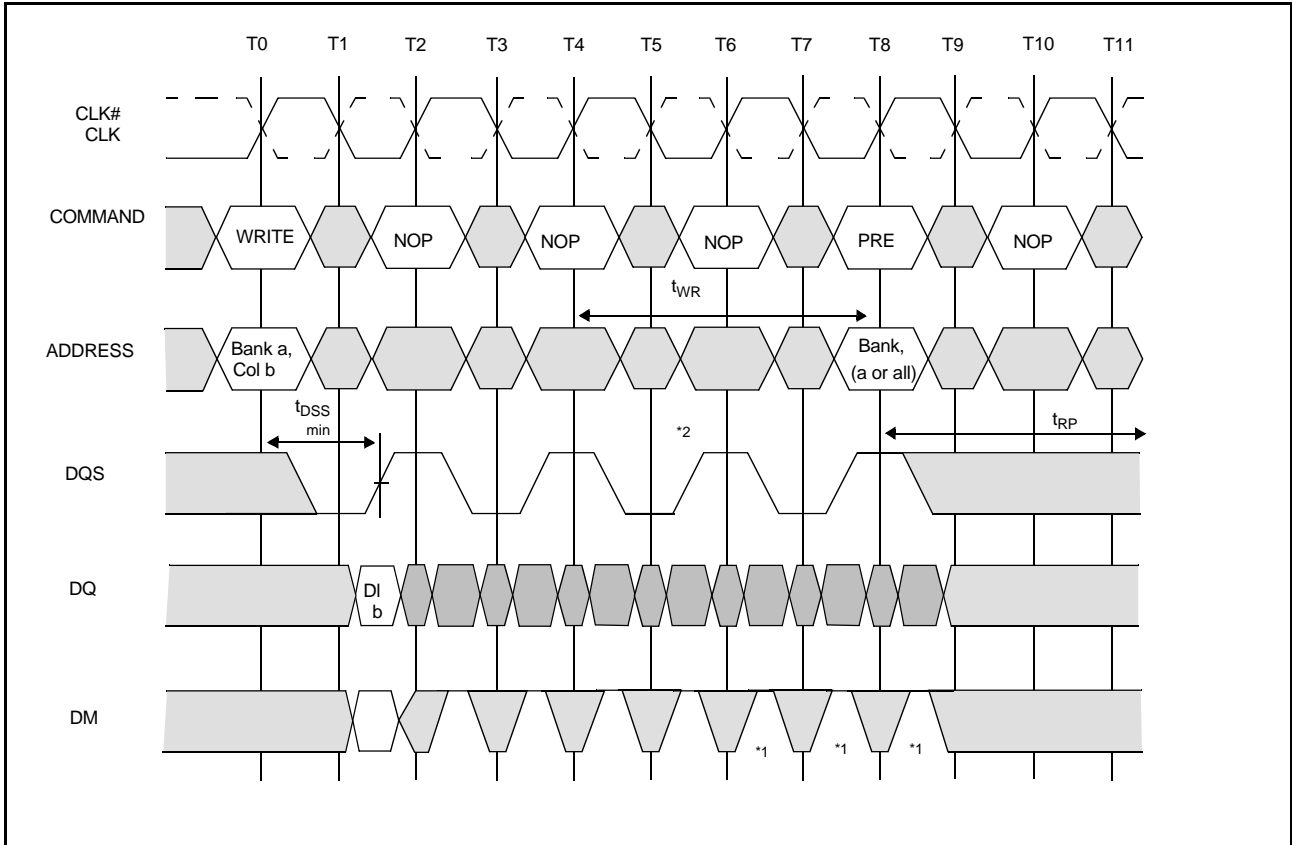 T0 T1 T2 T3 T4 T5 T6 T7 T8 T9 T10 T11
CLK#
CLK
COMMAND
WRITE NOP NOP NOP PRE NOP
tWR
ADDRESS
Bank a,
Col b
Bank,
(a or all)
tDSS
min
*2
tRP
DQS
DQ
DI
b
DM
*1 *1 *1